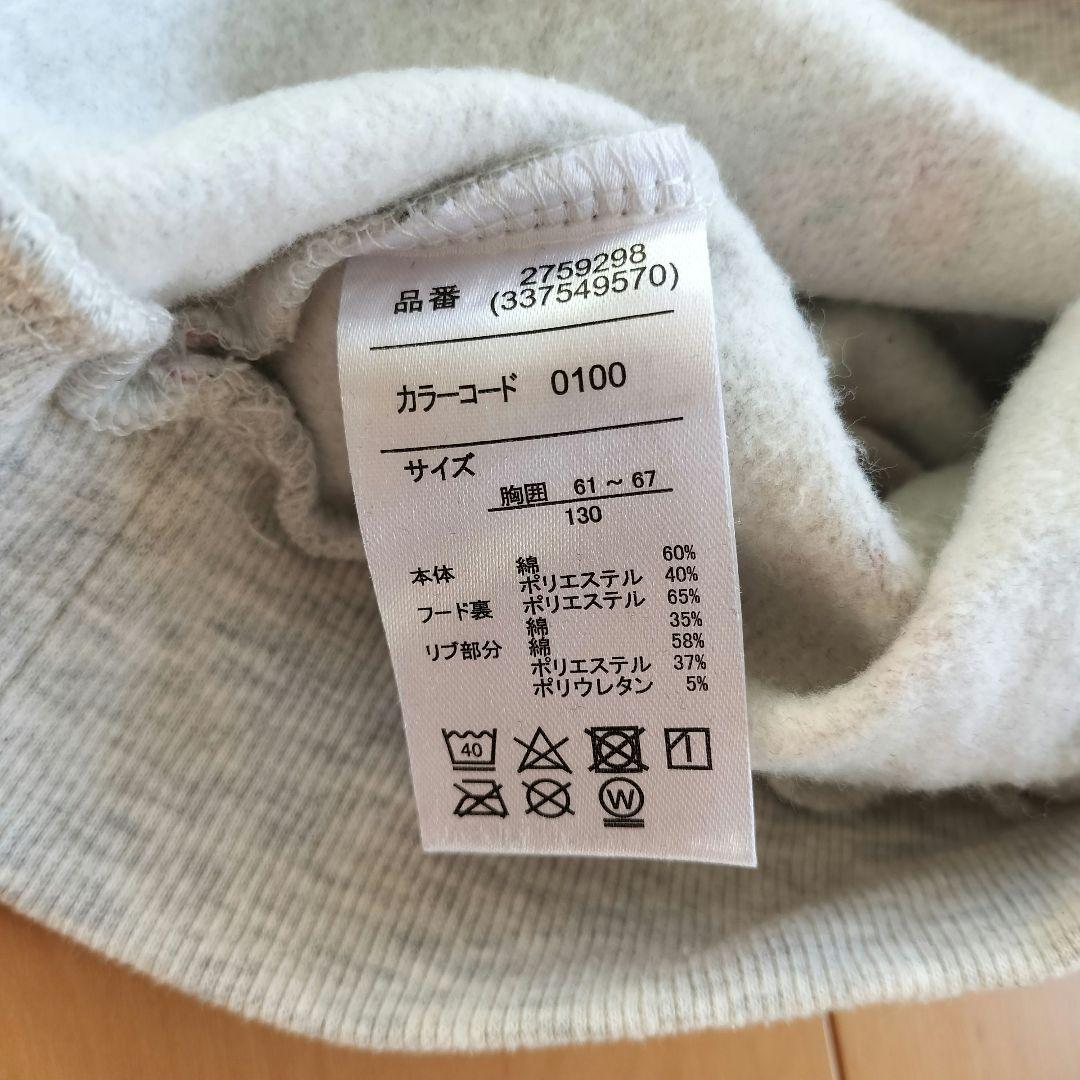 2759298
品番 (337549570)
カラーコード 0100
サイズ
胸囲 61～67
130
本体 綿 60%
ポリエステル 40%
フード裏 ポリエステル 65%
綿 35%
リブ部分 綿 58%
ポリエステル 37%
ポリウレタン 5%
40
W